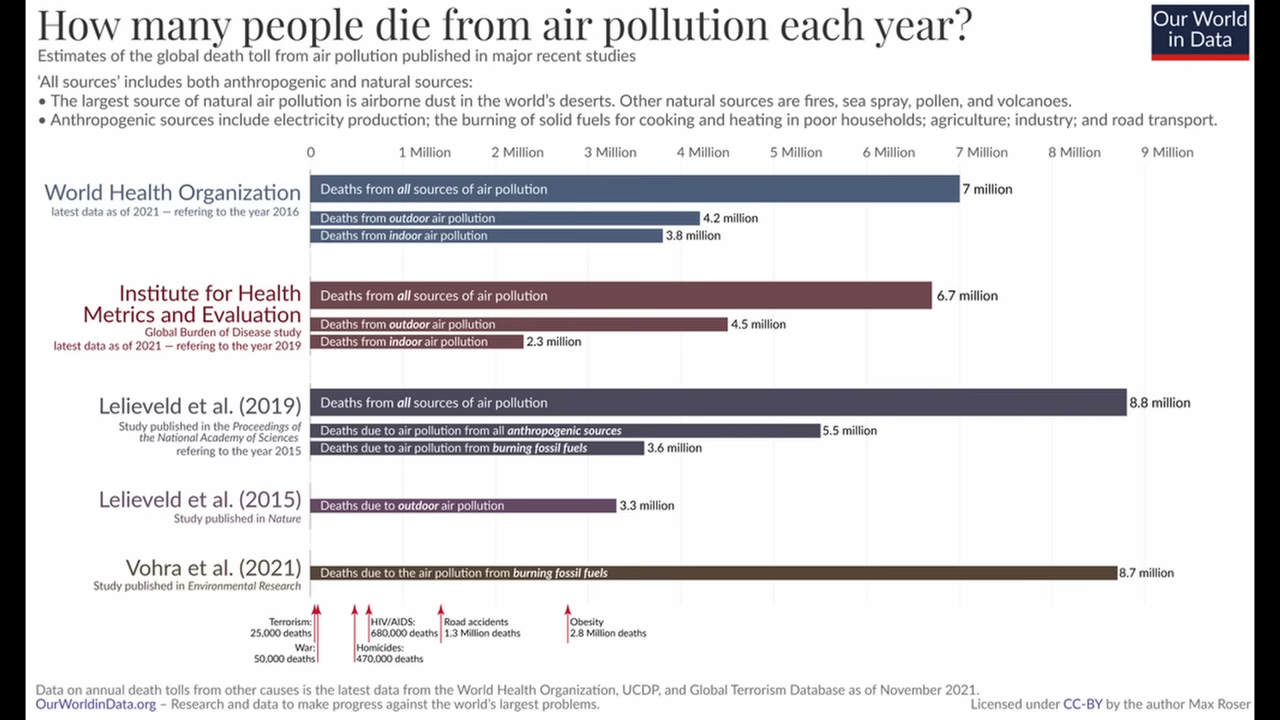 How many people die from air pollution each year?
Our World
in Data
Estimates of the global death toll from air pollution published in major recent studies
‘All sources’ includes both anthropogenic and natural sources:
• The largest source of natural air pollution is airborne dust in the world’s deserts. Other natural sources are fires, sea spray, pollen, and volcanoes.
• Anthropogenic sources include electricity production; the burning of solid fuels for cooking and heating in poor households; agriculture; industry; and road transport.
0 1 Million 2 Million 3 Million 4 Million 5 Million 6 Million 7 Million 8 Million 9 Million
World Health Organization
latest data as of 2021 — refering to the year 2016
Deaths from all sources of air pollution 7 million
Deaths from outdoor air pollution 4.2 million
Deaths from indoor air pollution 3.8 million
Institute for Health
Metrics and Evaluation
Global Burden of Disease study
latest data as of 2021 — refering to the year 2019
Deaths from all sources of air pollution 6.7 million
Deaths from outdoor air pollution 4.5 million
Deaths from indoor air pollution 2.3 million
Lelieveld et al. (2019)
Study published in the Proceedings of
the National Academy of Sciences
refering to the year 2015
Deaths from all sources of air pollution 8.8 million
Deaths due to air pollution from all anthropogenic sources 5.5 million
Deaths due to air pollution from burning fossil fuels 3.6 million
Lelieveld et al. (2015)
Study published in Nature
Deaths due to outdoor air pollution 3.3 million
Vohra et al. (2021)
Study published in Environmental Research
Deaths due to the air pollution from burning fossil fuels 8.7 million
Terrorism:
25,000 deaths
War:
50,000 deaths
Homicides:
470,000 deaths
HIV/AIDS:
680,000 deaths
Road accidents
1.3 Million deaths
Obesity
2.8 Million deaths
Data on annual death tolls from other causes is the latest data from the World Health Organization, UCDP, and Global Terrorism Database as of November 2021.
OurWorldinData.org – Research and data to make progress against the world’s largest problems.
Licensed under CC-BY by the author Max Roser